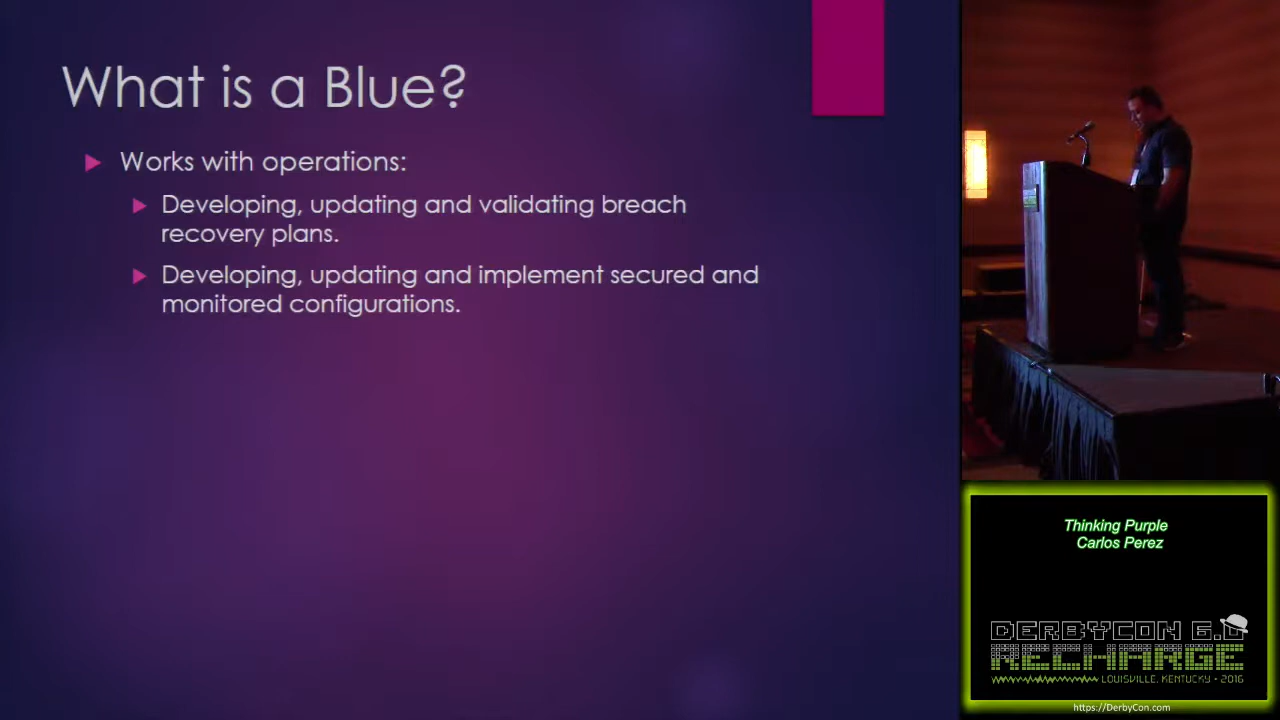 What is a Blue?
Works with operations:
Developing, updating and validating breach
recovery plans.
Developing, updating and implement secured and
monitored configurations.
Thinking Purple
Carlos Perez
DERBYCON 6.0
RECHARGE
LOUISVILLE, KENTUCKY • 2016
https://DerbyCon.com